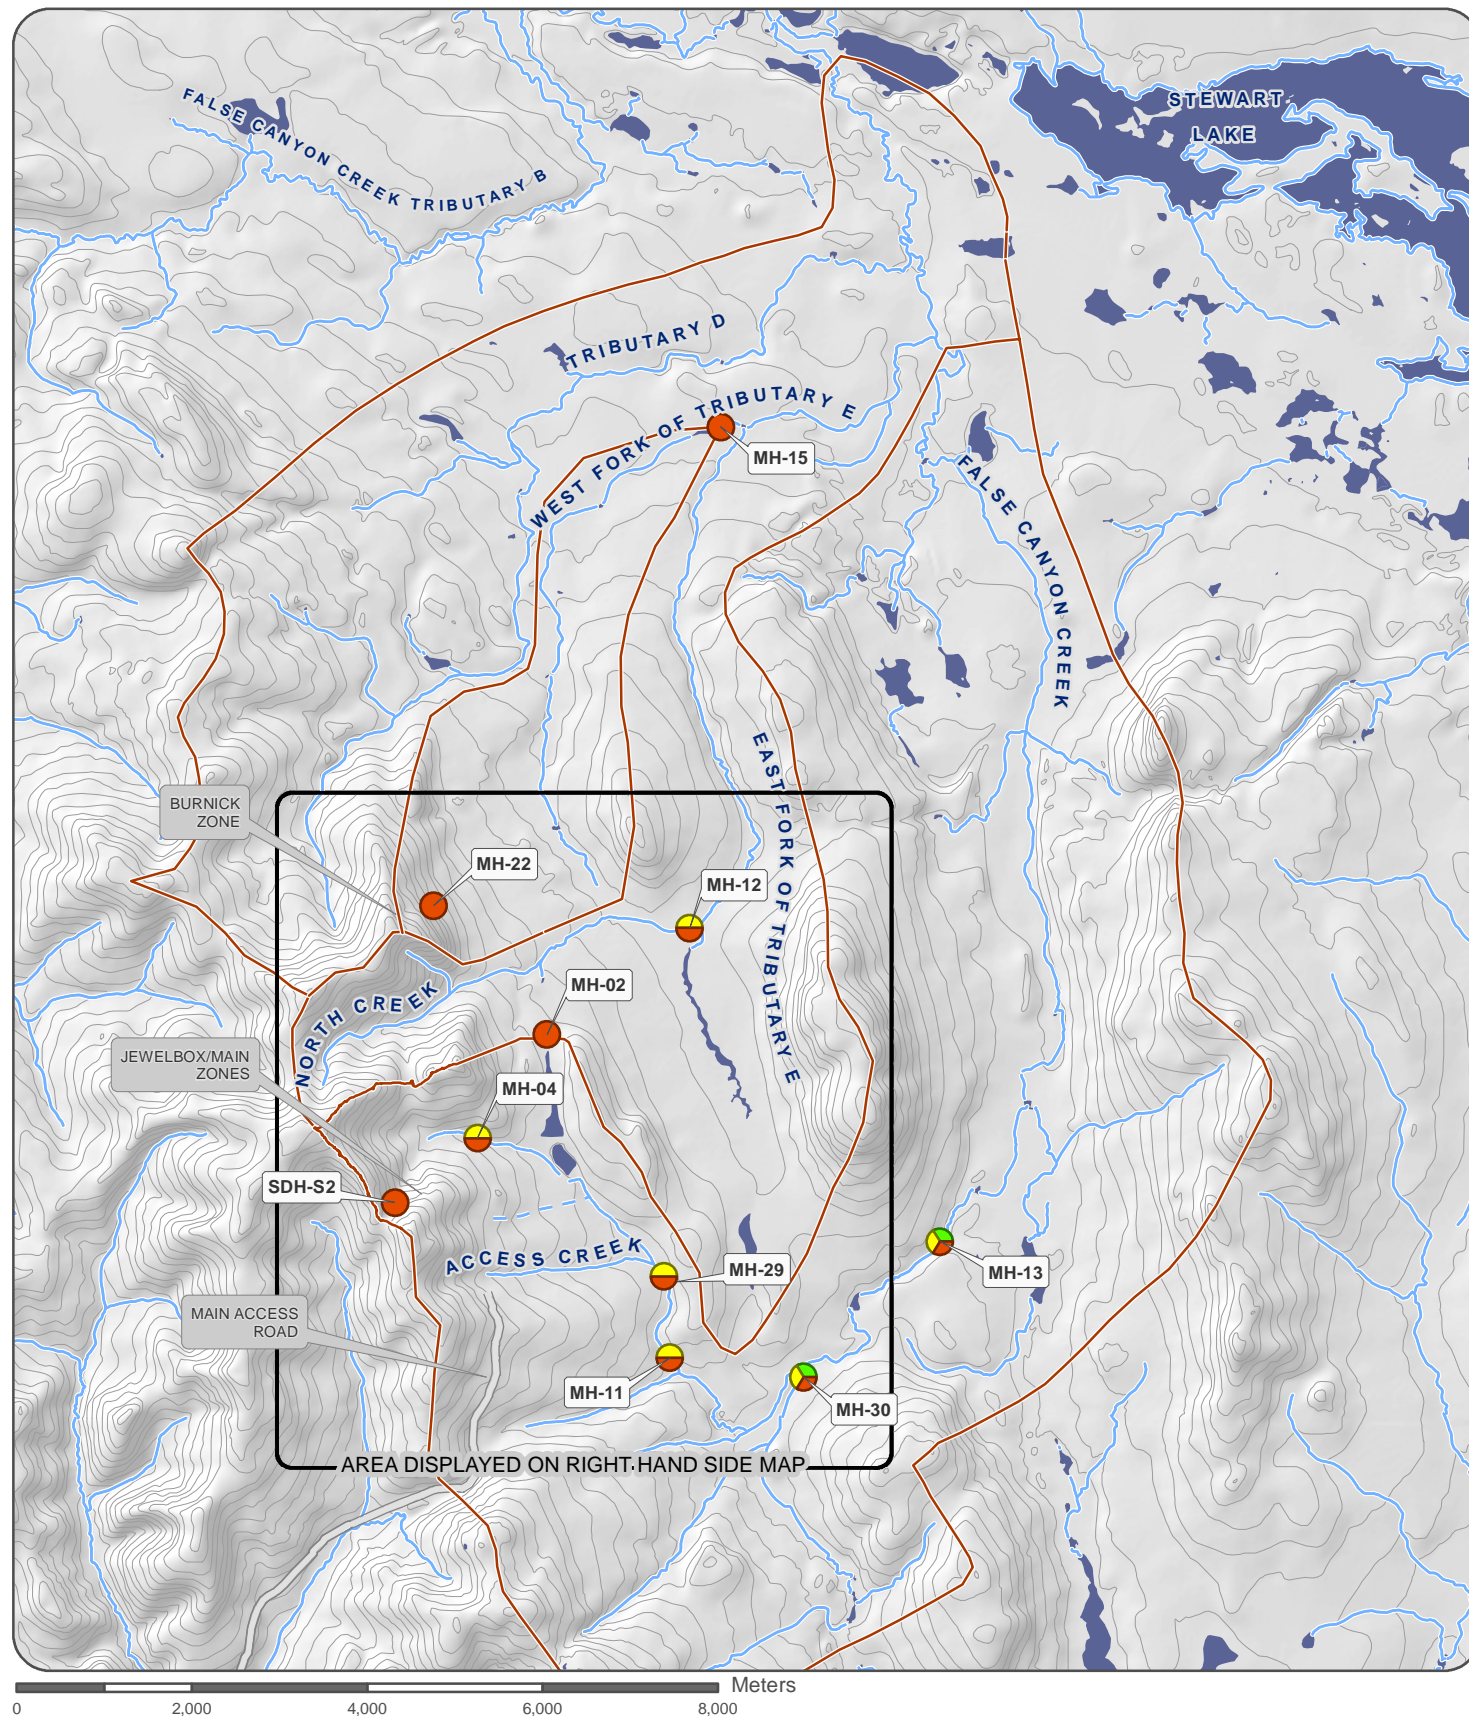 STEWART
LAKE
FALSE CANYON CREEK TRIBUTARY B
TRIBUTARY D
WEST FORK OF TRIBUTARY E
MH-15
FALSE CANYON CREEK
EAST FORK OF TRIBUTARY E
BURNICK
ZONE
MH-22
MH-12
MH-02
NORTH CREEK
JEWELBOX/MAIN
ZONES
MH-04
SDH-S2
ACCESS CREEK
MH-29
MH-13
MAIN ACCESS
ROAD
MH-11
MH-30
AREA DISPLAYED ON RIGHT HAND SIDE MAP
Meters
0 2,000 4,000 6,000 8,000